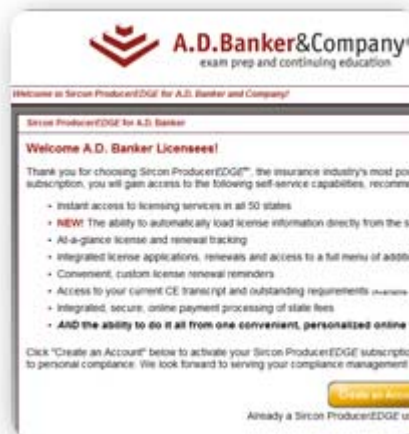 A.D.Banker&Company
exam prep and continuing education
Welcome to Sircon ProducerEDGE for A.D. Banker and Company!
Sircon ProducerEDGE for A.D. Banker
Welcome A.D. Banker Licensees!
Thank you for choosing Sircon ProducerEDGE℠, the insurance industry's most
subscription, you will gain access to the following self-service capabilities,
• Instant access to licensing services in all 50 states
• NEW! The ability to automatically load license information directly from the
• At-a-glance license and renewal tracking
• Integrated license applications, renewals and access to a full menu of
• Convenient, custom license renewal reminders
• Access to your current CE transcript and outstanding requirements
• Integrated, secure, online payment processing of state fees
• AND the ability to do it all from one convenient, personalized online
Click "Create an Account" below to activate your Sircon ProducerEDGE
to personal compliance. We look forward to serving your compliance management
Create an
Already a Sircon ProducerEDGE